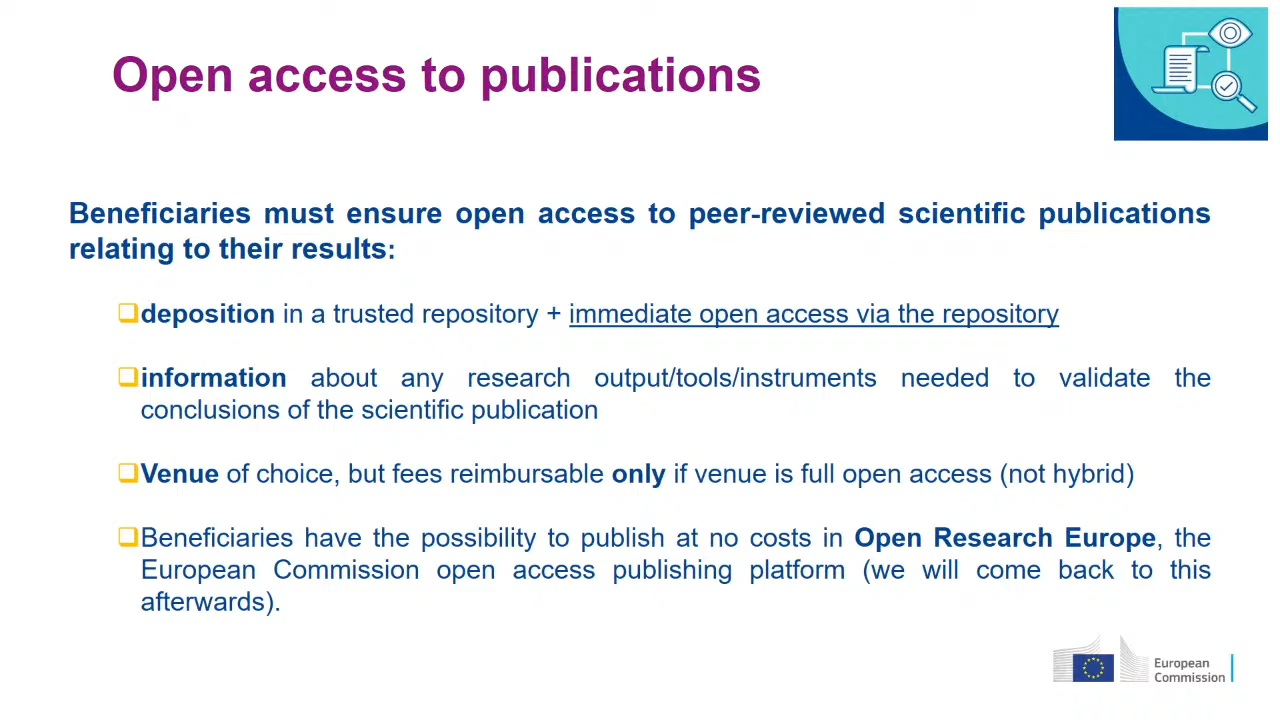 Open access to publications
Beneficiaries must ensure open access to peer-reviewed scientific publications
relating to their results:
❑deposition in a trusted repository + immediate open access via the repository
❑information about any research output/tools/instruments needed to validate the
conclusions of the scientific publication
❑Venue of choice, but fees reimbursable only if venue is full open access (not hybrid)
❑Beneficiaries have the possibility to publish at no costs in Open Research Europe, the
European Commission open access publishing platform (we will come back to this
afterwards).
European
Commission